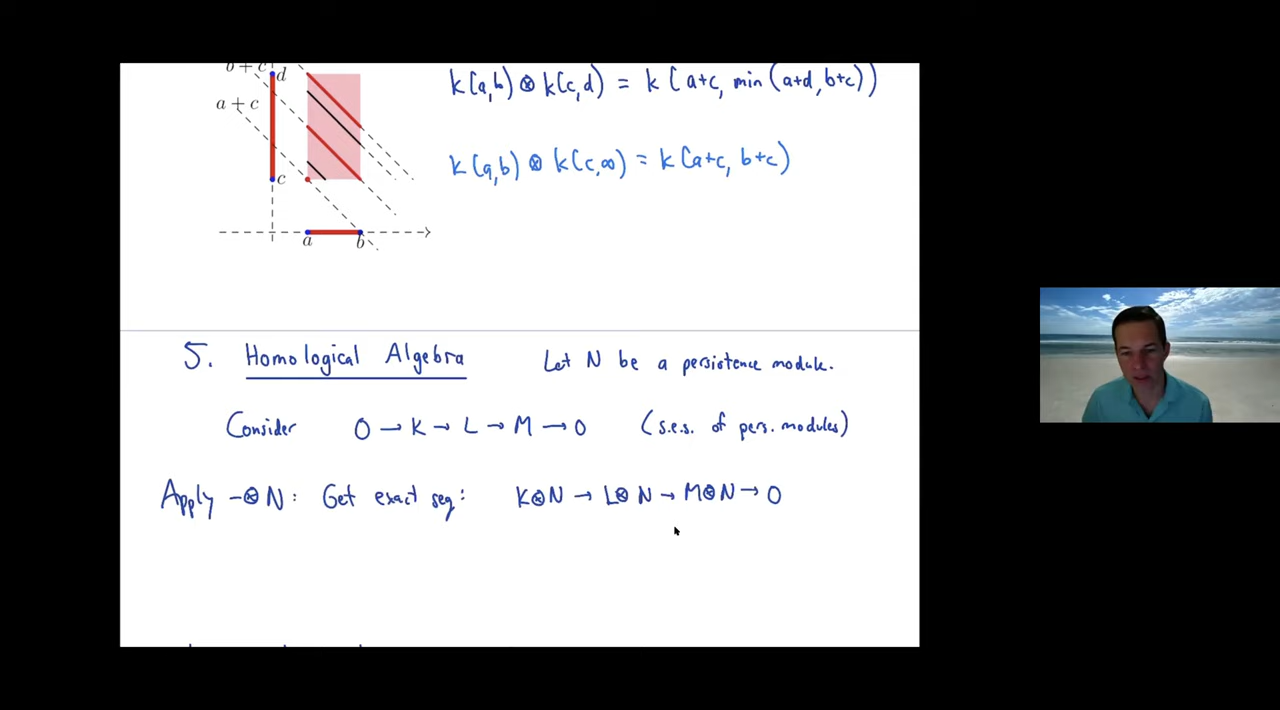 b + c
d
a + c
c
a
b
k[a,b) ⊗ k[c,d) = k[a+c, min(a+d, b+c))
k[a,b) ⊗ k[c,∞) = k[a+c, b+c)
5. Homological Algebra Let N be a persistence module.
Consider 0 → K → L → M → 0 (s.e.s. of pers. modules)
Apply -⊗N: Get exact seq: K⊗N → L⊗N → M⊗N → 0